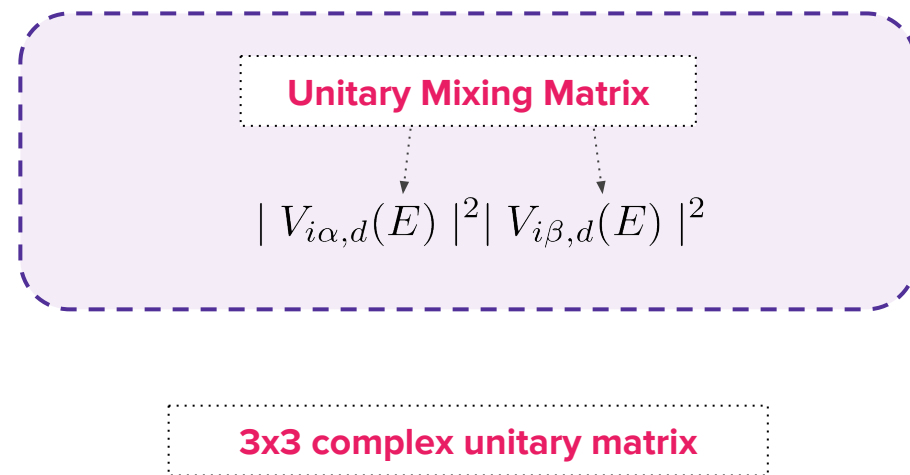 Unitary Mixing Matrix
| V_{iα,d}(E) |^2| V_{iβ,d}(E) |^2
3x3 complex unitary matrix